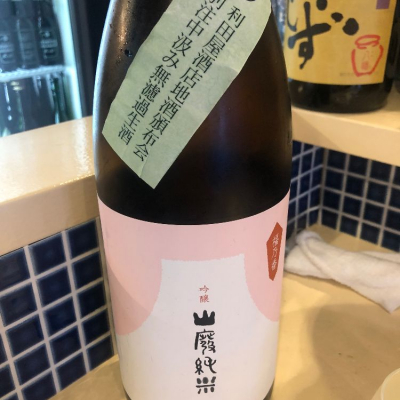 利田屋酒店地酒頒布会
別注中汲み無濾過生酒
吟醸
山廃純米
ず